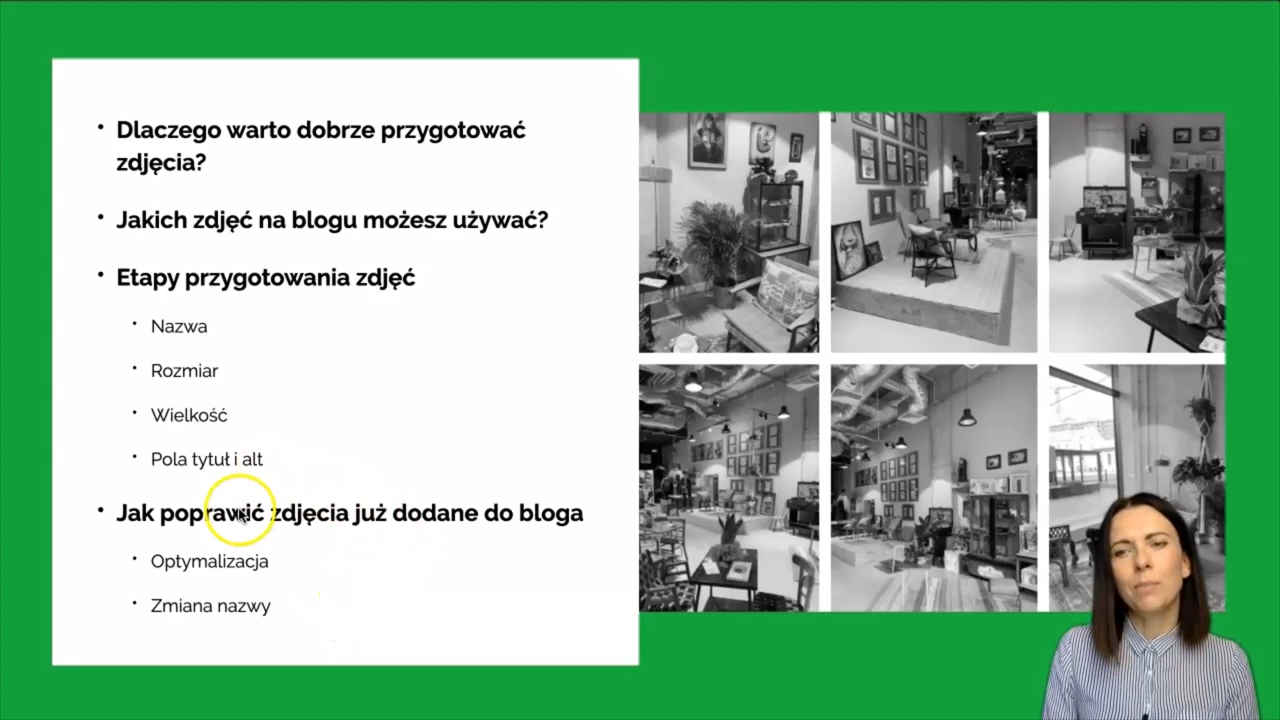 • Dlaczego warto dobrze przygotować
zdjęcia?
• Jakich zdjęć na blogu możesz używać?
• Etapy przygotowania zdjęć
• Nazwa
• Rozmiar
• Wielkość
• Pola tytuł i alt
• Jak poprawić zdjęcia już dodane do bloga
• Optymalizacja
• Zmiana nazwy